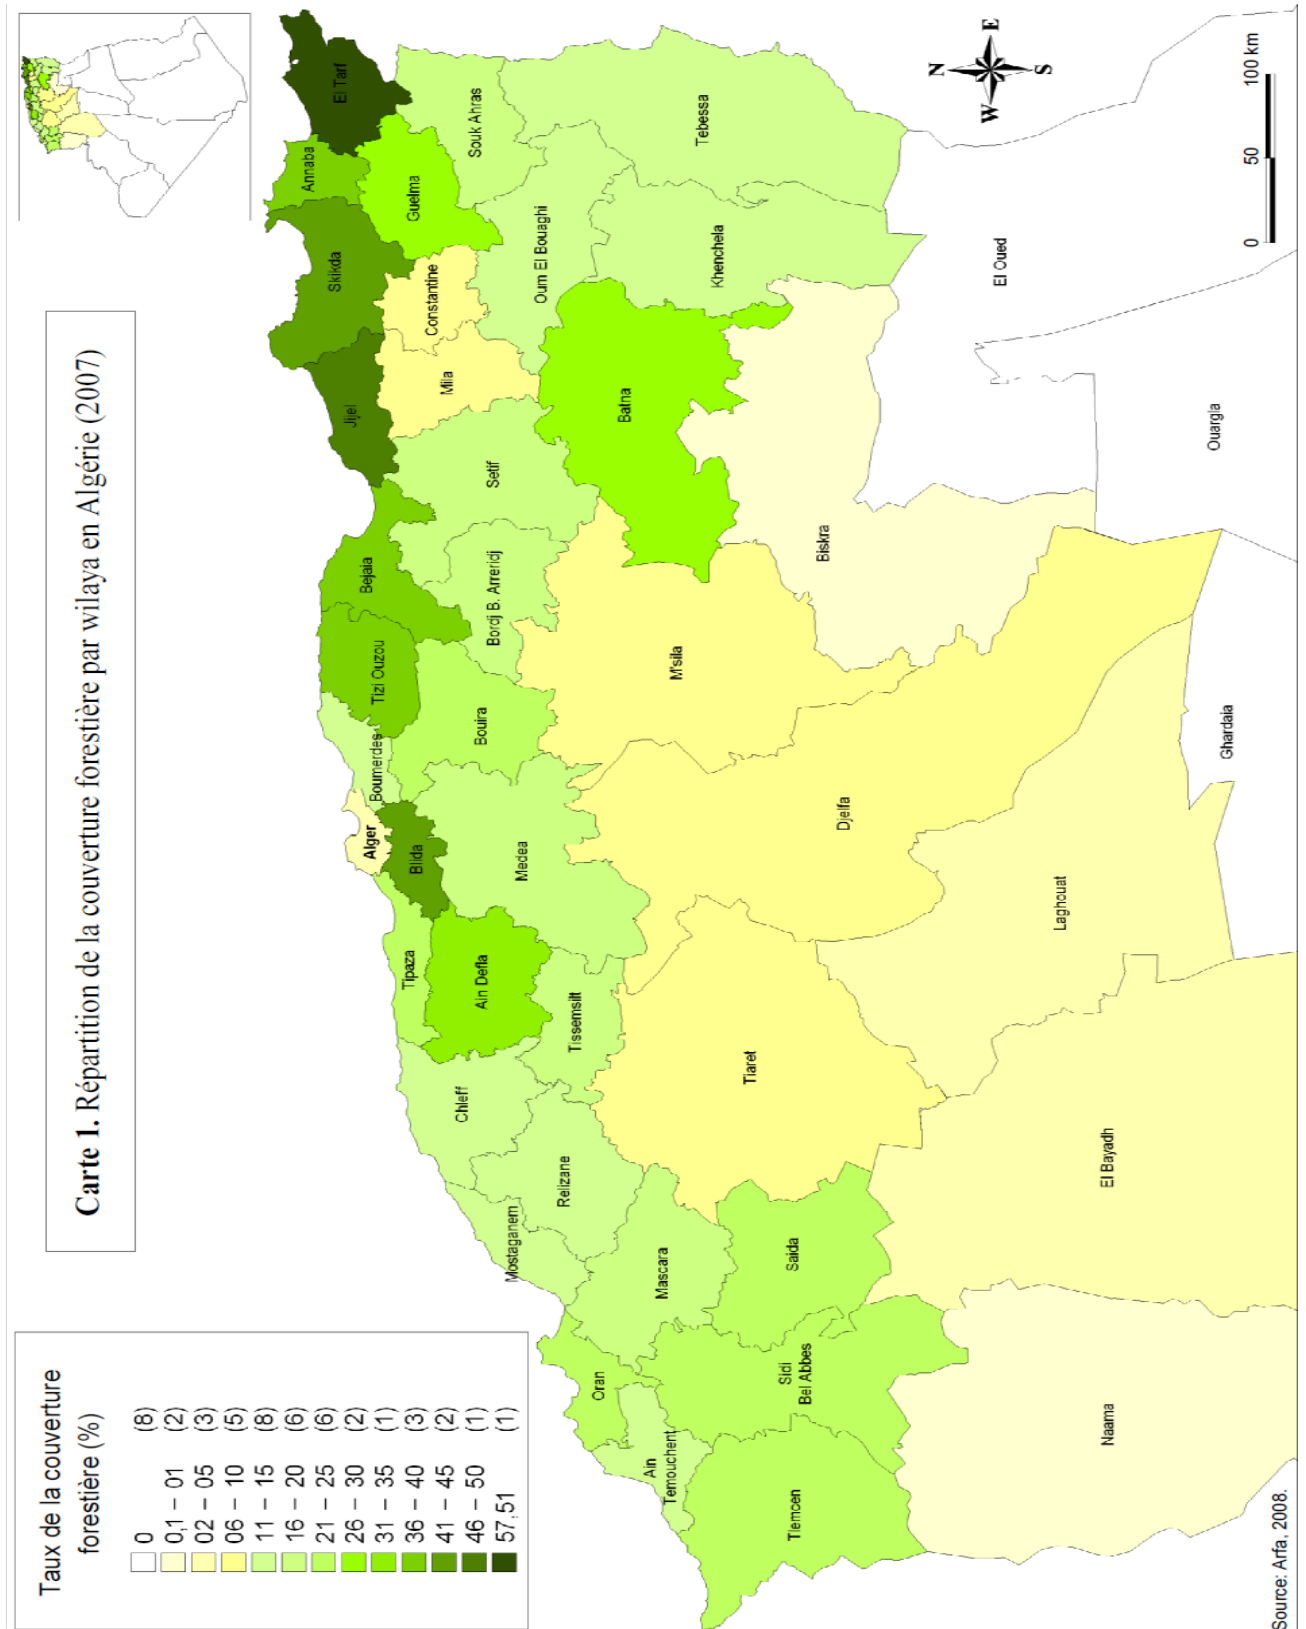 Carte 1. Répartition de la couverture forestière par wilaya en Algérie (2007)
Taux de la couverture
forestière (%)
0 (8)
0,1 – 01 (2)
02 – 05 (3)
06 – 10 (5)
11 – 15 (8)
16 – 20 (6)
21 – 25 (6)
26 – 30 (2)
31 – 35 (1)
36 – 40 (3)
41 – 45 (2)
46 – 50 (1)
57,51 (1)
El Tarf
Annaba
Skikda
Jijel
Guelma
Souk Ahras
Constantine
Mila
Oum El Bouaghi
Tebessa
Khenchela
Batna
Setif
Bejaia
Bordj B. Arreridj
Tizi Ouzou
Bouira
Boumerdes
Alger
Blida
Medea
Tipaza
Ain Defla
Tissemsilt
Chleff
Relizane
Mostaganem
Mascara
Saida
Oran
Ain
Temouchent
Sidi
Bel Abbes
Tlemcen
Tiaret
Djelfa
M'sila
Biskra
El Oued
Ouargla
Ghardaia
Laghouat
El Bayadh
Naama
N
E
S
W
0 50 100 km
Source: Arfa, 2008.